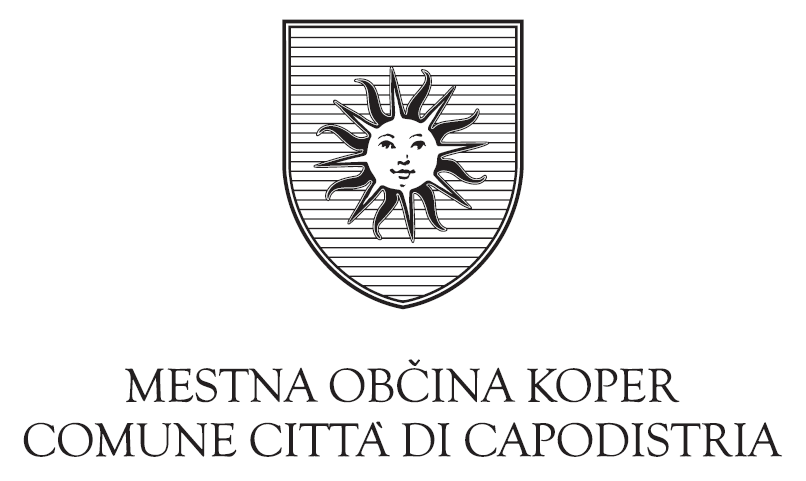 MESTNA OBČINA KOPER
COMUNE CITTÀ DI CAPODISTRIA